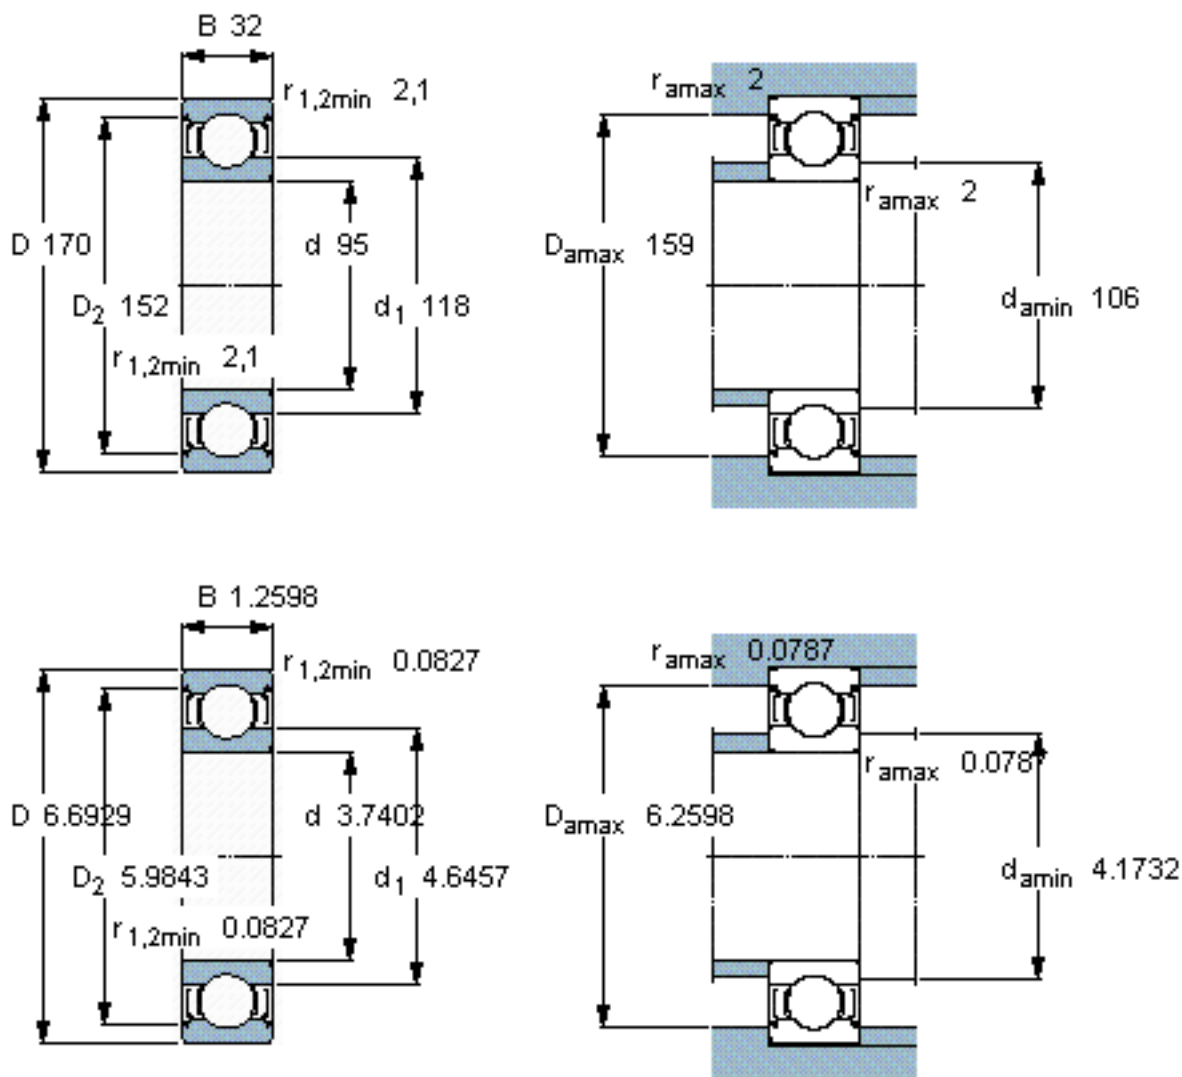 B 32
r1,2min 2,1
D 170
d 95
D2 152
d1 118
r1,2min 2,1
ramax 2
ramax 2
Damax 159
damin 106
B 1.2598
r1,2min 0.0827
D 6.6929
d 3.7402
D2 5.9843
d1 4.6457
r1,2min 0.0827
ramax 0.0787
ramax 0.0787
Damax 6.2598
damin 4.1732